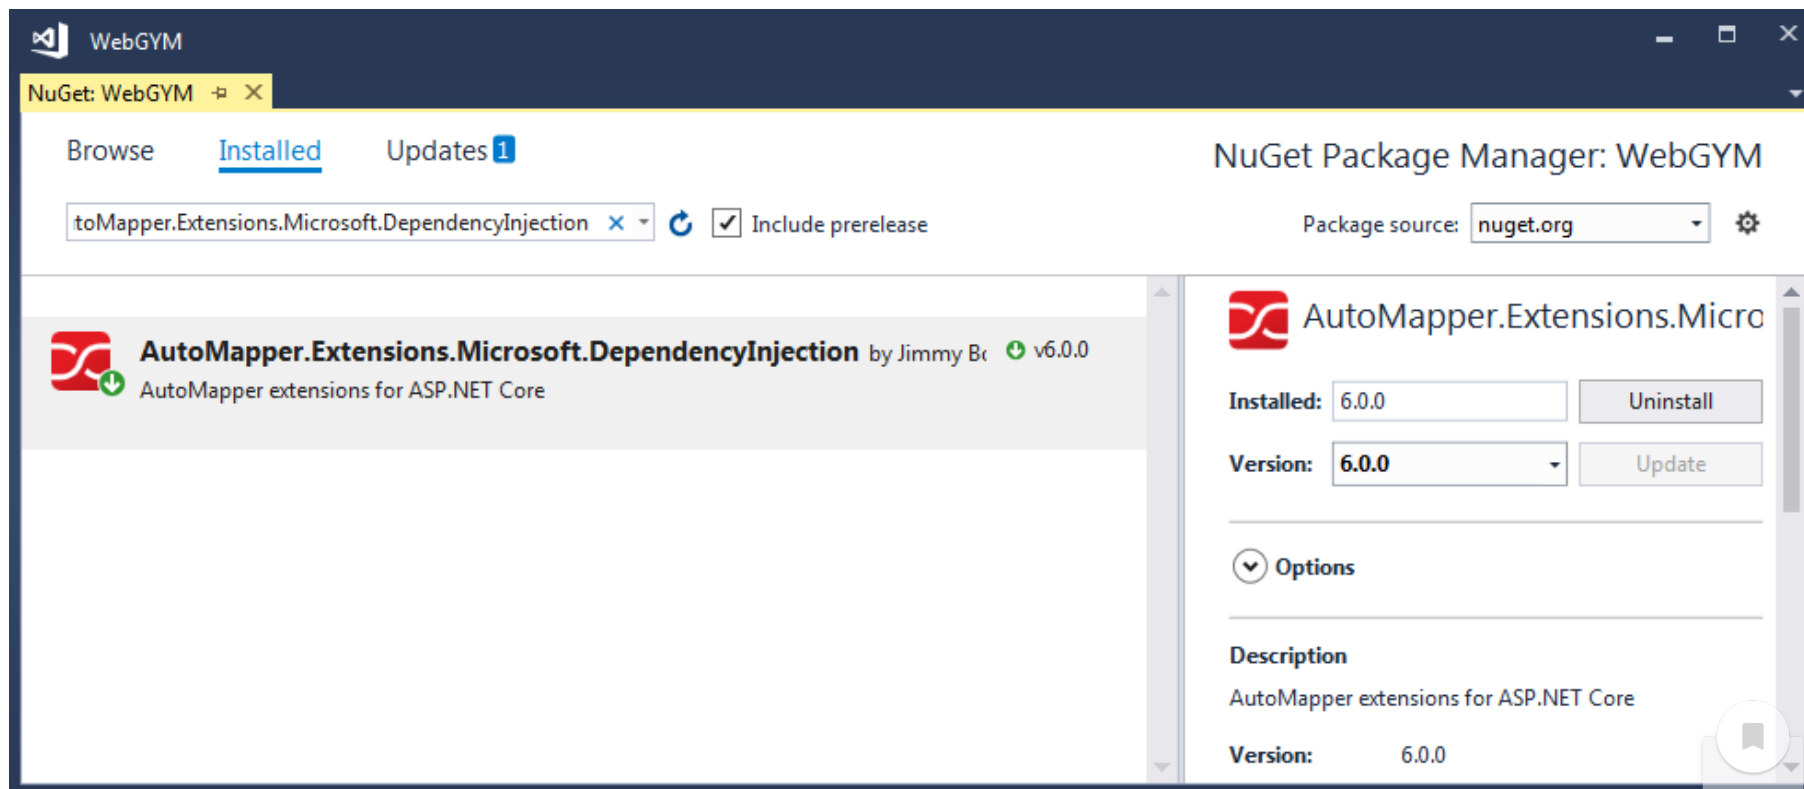 WebGYM
NuGet: WebGYM
Browse Installed Updates 1
NuGet Package Manager: WebGYM
toMapper.Extensions.Microsoft.DependencyInjection Include prerelease Package source: nuget.org
AutoMapper.Extensions.Microsoft.DependencyInjection by Jimmy v6.0.0
AutoMapper extensions for ASP.NET Core
AutoMapper.Extensions.Micro
Installed: 6.0.0 Uninstall
Version: 6.0.0 Update
Options
Description
AutoMapper extensions for ASP.NET Core
Version: 6.0.0